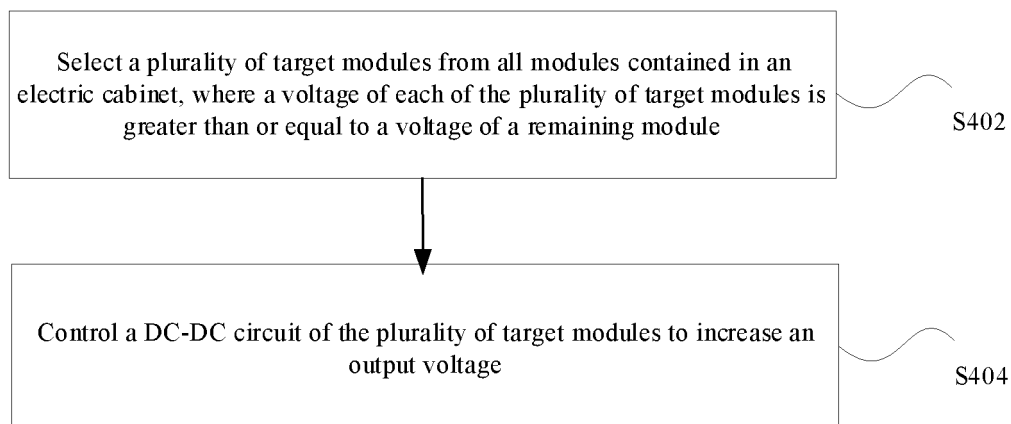 Select a plurality of target modules from all modules contained in an
electric cabinet, where a voltage of each of the plurality of target modules is
greater than or equal to a voltage of a remaining module
S402
Control a DC-DC circuit of the plurality of target modules to increase an
output voltage
S404